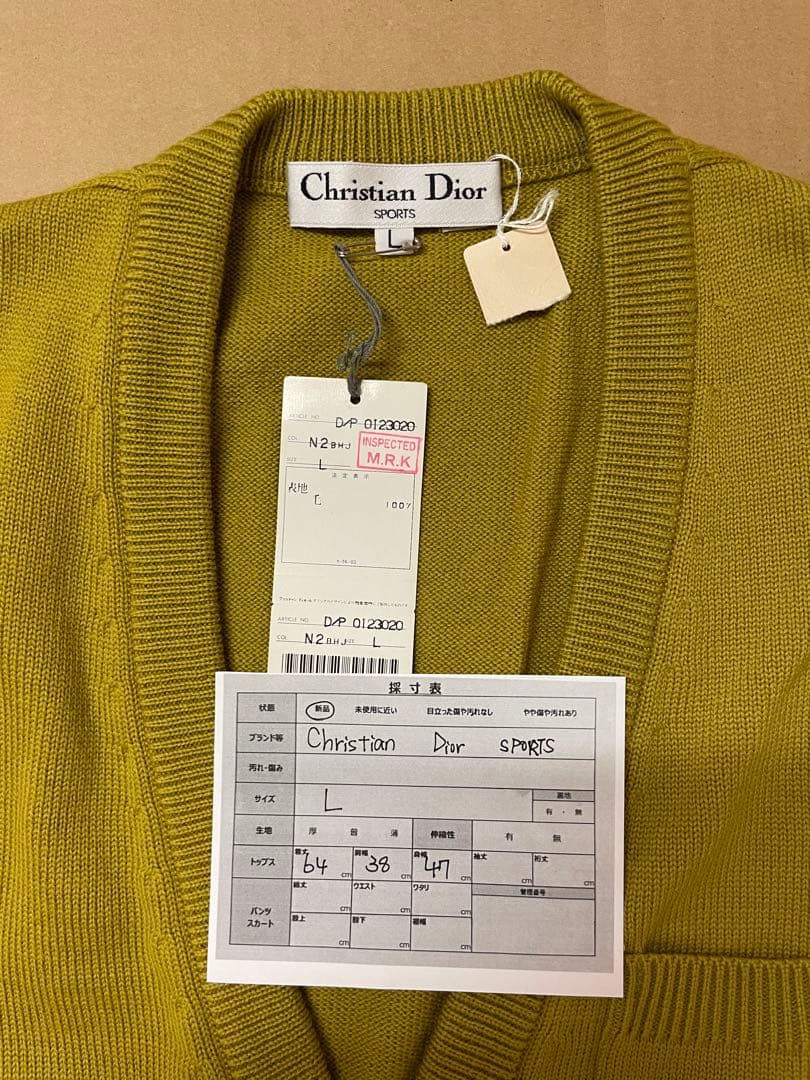 Christian Dior
SPORTS
L
ARTICLE NO. D/P 0123020
COL. N2BHJ
INSPECTED
M.R.K
SIZE L
法定表示
表地
100%
ARTICLE NO. D/P 0123020
COL. N2BHJ SIZE L
採寸表
状態 新品 未使用に近い 目立った傷や汚れなし やや傷や汚れあり
ブランド等 Christian Dior SPORTS
汚れ・傷み
サイズ L 裏地
有 ・ 無
生地 厚 普 薄 伸縮性 有 無
トップス 着丈 64 cm 肩幅 38 cm 身幅 47 cm 袖丈 cm 裄丈 cm
パンツ
スカート
総丈 cm ウエスト cm ワタリ cm 管理番号
股上 cm 股下 cm 裾幅 cm